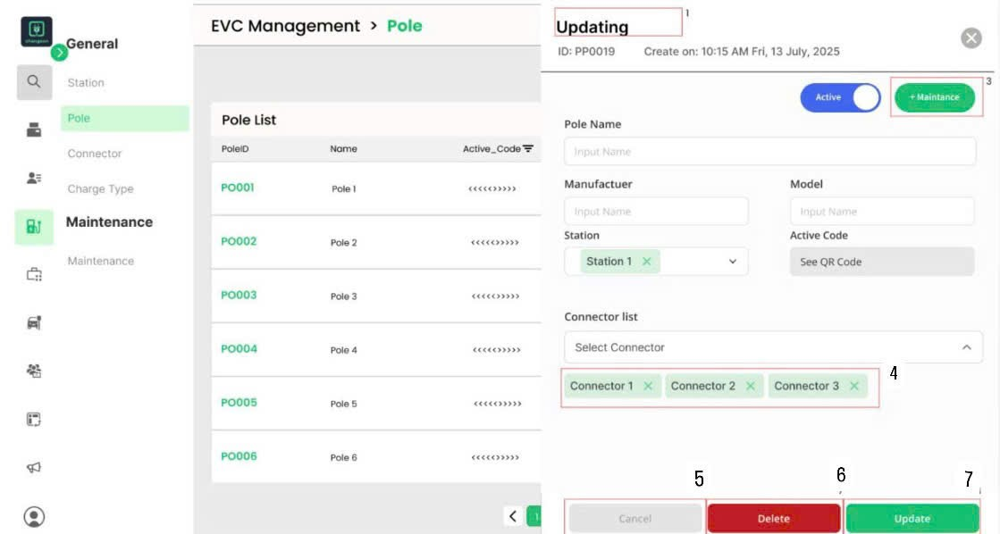 General
Station
Pole
Connector
Charge Type
Maintenance
Maintenance
EVC Management > Pole
Pole List
PoleID Name Active_Code
PO001 Pole 1 <<<<<>>>>>
PO002 Pole 2 <<<<<>>>>>
PO003 Pole 3 <<<<<>>>>>
PO004 Pole 4 <<<<<>>>>>
PO005 Pole 5 <<<<<>>>>>
PO006 Pole 6 <<<<<>>>>>
1
Updating 1
ID: PP0019 Create on: 10:15 AM Fri, 13 July, 2025
Active + Maintance 3
Pole Name
Input Name
Manufactuer Model
Input Name Input Name
Station Active Code
Station 1 See QR Code
Connector list
Select Connector
Connector 1 Connector 2 Connector 3 4
5 6 7
Cancel Delete Update